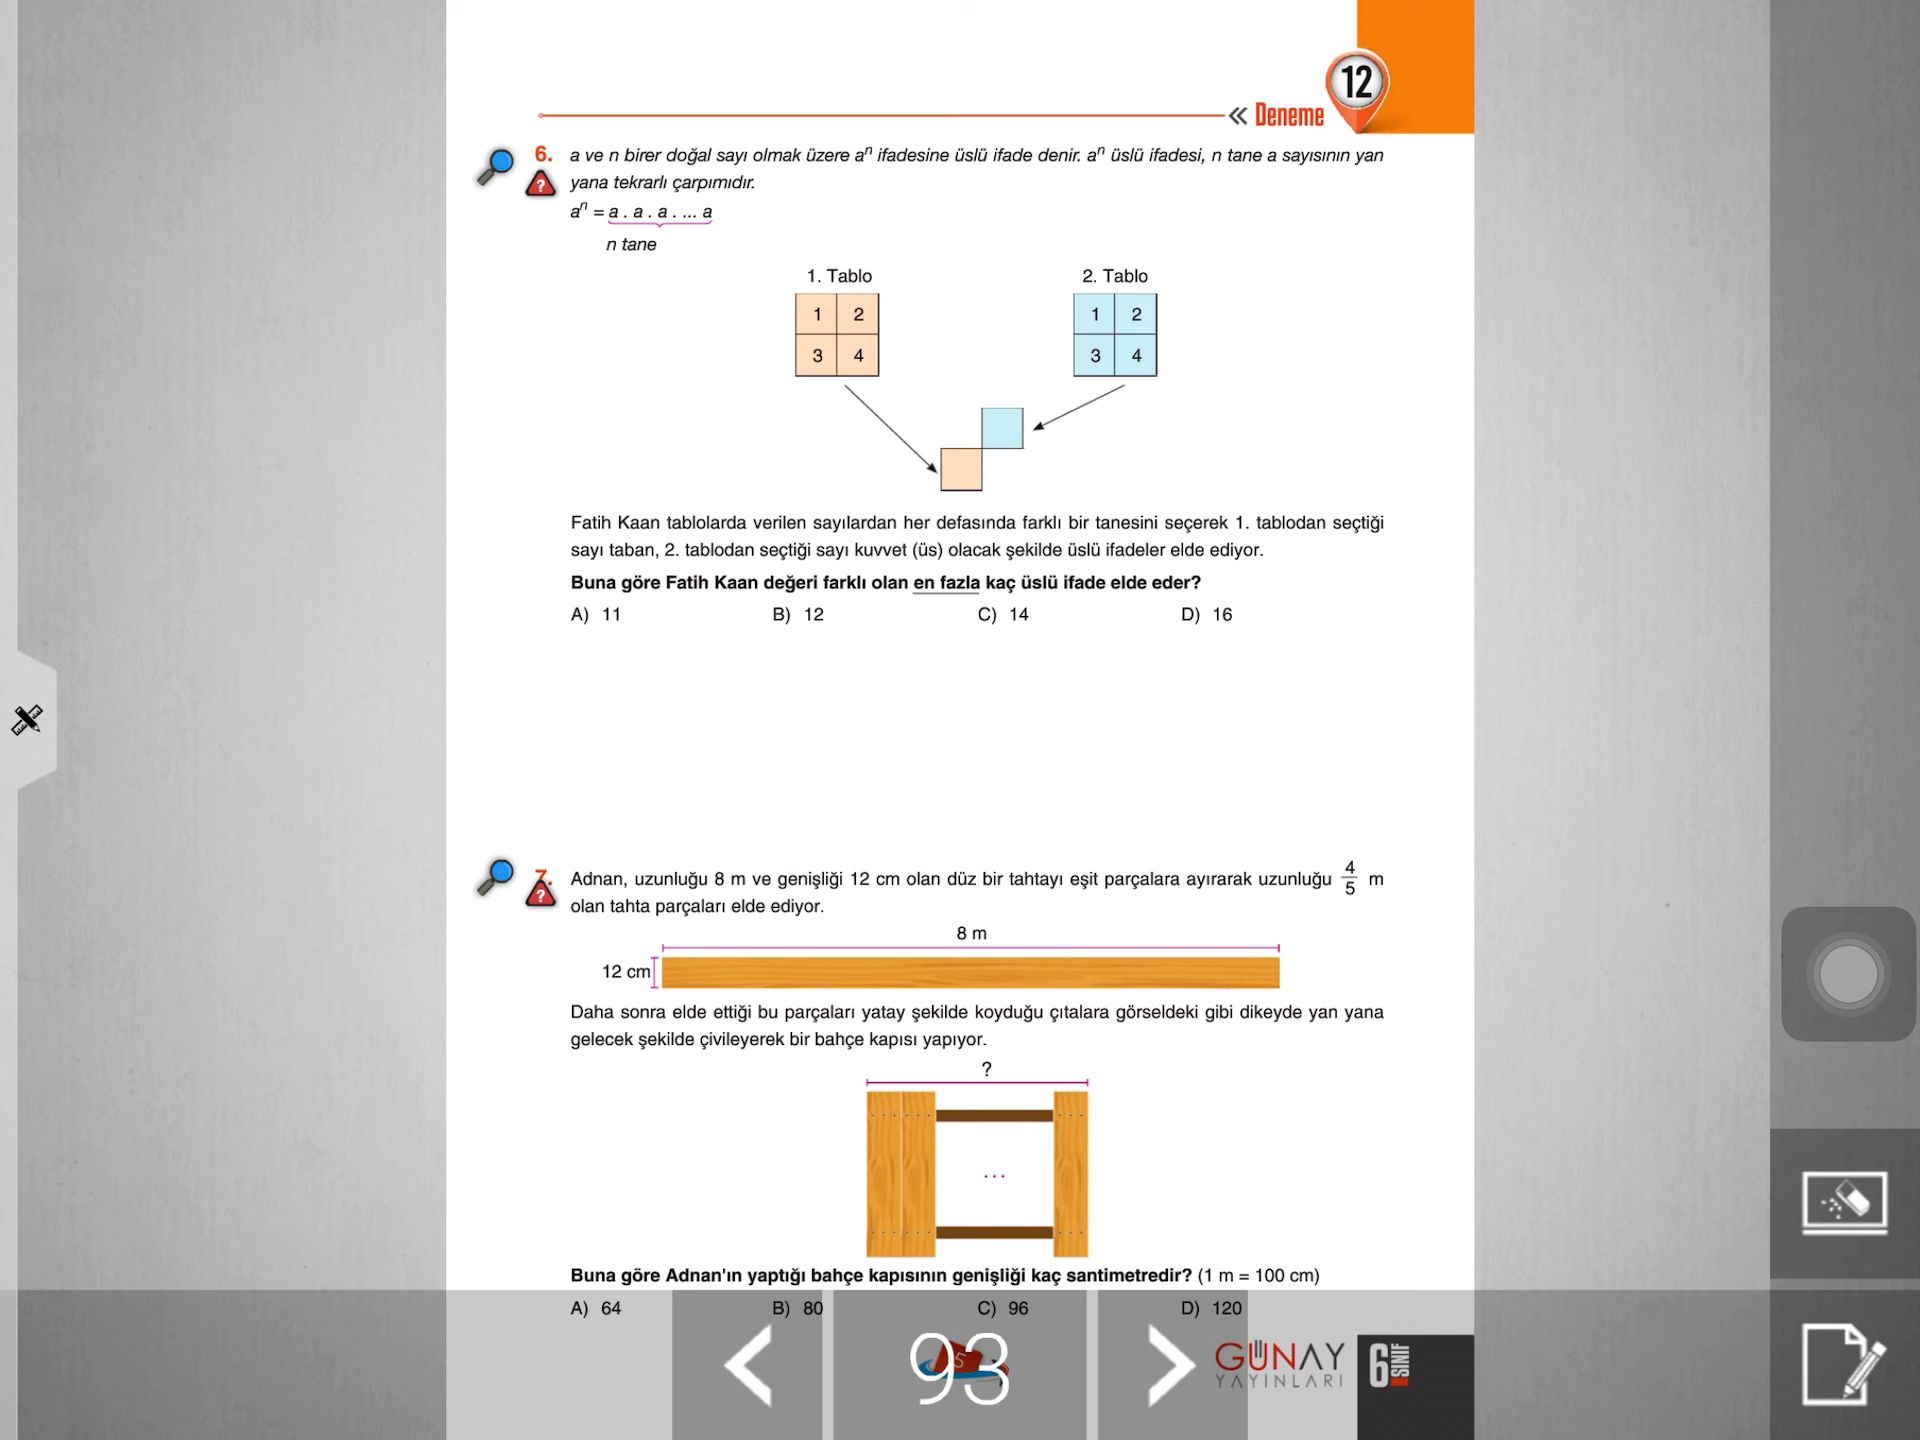 12
« Deneme
6. a ve n birer doğal sayı olmak üzere aⁿ ifadesine üslü ifade denir. aⁿ üslü ifadesi, n tane a sayısının yan
yana tekrarlı çarpımıdır.
aⁿ = a . a . a . ... a
n tane
1. Tablo 2. Tablo
1 2 1 2
3 4 3 4
Fatih Kaan tablolarda verilen sayılardan her defasında farklı bir tanesini seçerek 1. tablodan seçtiği
sayı taban, 2. tablodan seçtiği sayı kuvvet (üs) olacak şekilde üslü ifadeler elde ediyor.
Buna göre Fatih Kaan değeri farklı olan en fazla kaç üslü ifade elde eder?
A) 11 B) 12 C) 14 D) 16
7. Adnan, uzunluğu 8 m ve genişliği 12 cm olan düz bir tahtayı eşit parçalara ayırarak uzunluğu 4/5 m
olan tahta parçaları elde ediyor.
8 m
12 cm
Daha sonra elde ettiği bu parçaları yatay şekilde koyduğu çıtalara görseldeki gibi dikeyde yan yana
gelecek şekilde çivileyerek bir bahçe kapısı yapıyor.
?
...
Buna göre Adnan'ın yaptığı bahçe kapısının genişliği kaç santimetredir? (1 m = 100 cm)
A) 64 B) 80 C) 96 D) 120
93
GÜNAY
YAYINLARI
6. SINIF